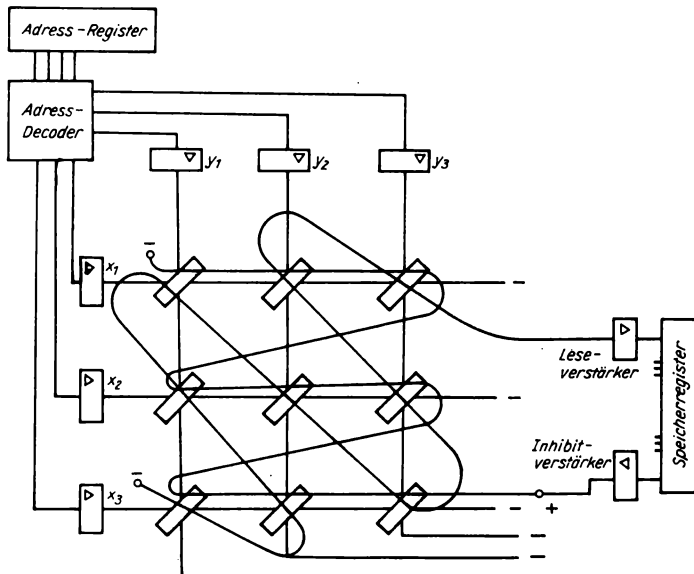 Adress-Register
Adress-
Decoder
y1
y2
y3
−
x1
−
Lese-
verstärker
x2
−
Speicherregister
Inhibit-
verstärker
−
x3
+
−
−
−